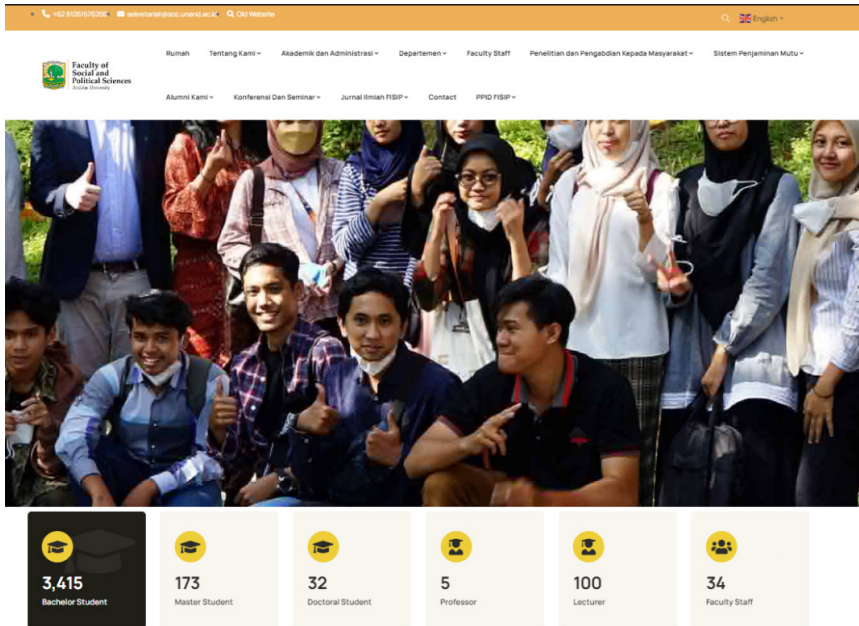 +62 81261576206 sekretariat@soc.unand.ac.id Old Website English
Faculty of
Social and
Political Sciences
Andalas University
Rumah Tentang Kami Akademik dan Administrasi Departemen Faculty Staff Penelitian dan Pengabdian Kepada Masyarakat Sistem Penjaminan Mutu
Alumni Kami Konferensi Dan Seminar Jurnal Ilmiah FISIP Contact PPID FISIP
3,415
Bachelor Student
173
Master Student
32
Doctoral Student
5
Professor
100
Lecturer
34
Faculty Staff